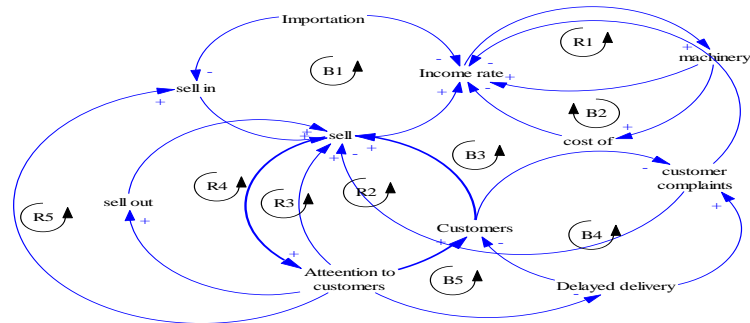 Importation
R1
machinery
B1
Income rate
sell in
B2
sell
cost of
B3
customer
complaints
R4
R2
R3
sell out
R5
Customers
B4
Atteention to
customers
B5
Delayed delivery